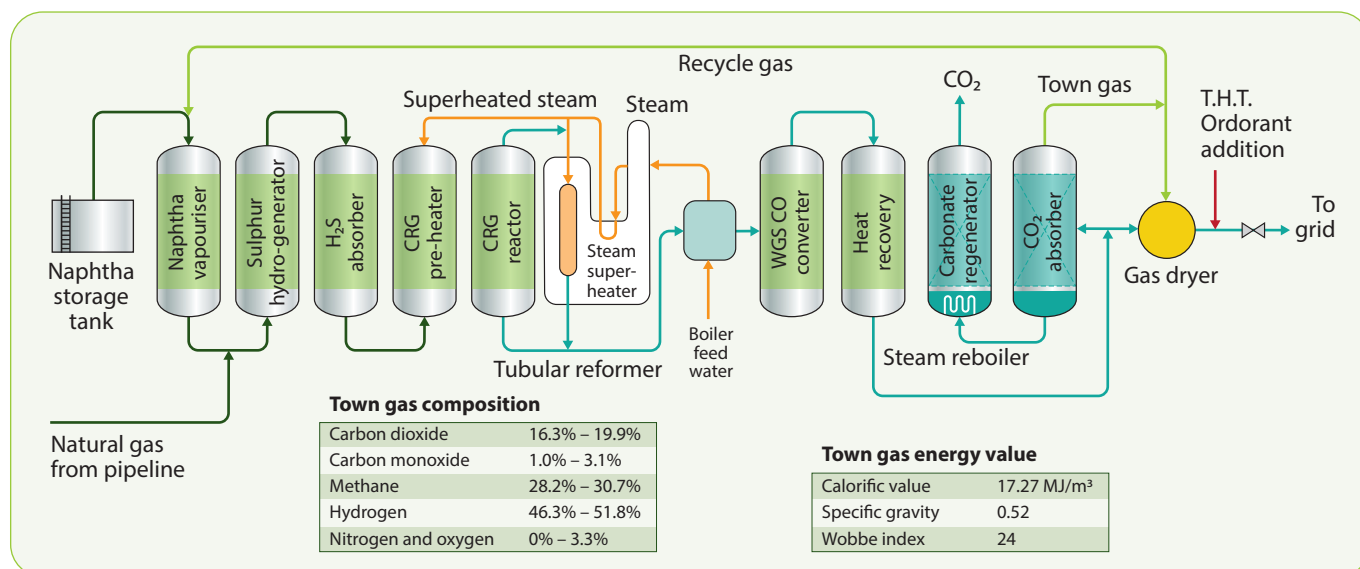 Recycle gas
Superheated steam
Steam
CO₂
Town gas
T.H.T.
Ordorant
addition
Naphtha
vapouriser
Sulphur
hydro-generator
H₂S
absorber
CRG
pre-heater
CRG
reactor
Steam
super-
heater
WGS CO
converter
Heat
recovery
Carbonate
regenerator
CO₂
absorber
To
grid
Gas dryer
Naphtha
storage
tank
Boiler
feed
water
Tubular reformer
Steam reboiler
Natural gas
from pipeline
Town gas composition
Carbon dioxide 16.3% – 19.9%
Carbon monoxide 1.0% – 3.1%
Methane 28.2% – 30.7%
Hydrogen 46.3% – 51.8%
Nitrogen and oxygen 0% – 3.3%
Town gas energy value
Calorific value 17.27 MJ/m³
Specific gravity 0.52
Wobbe index 24